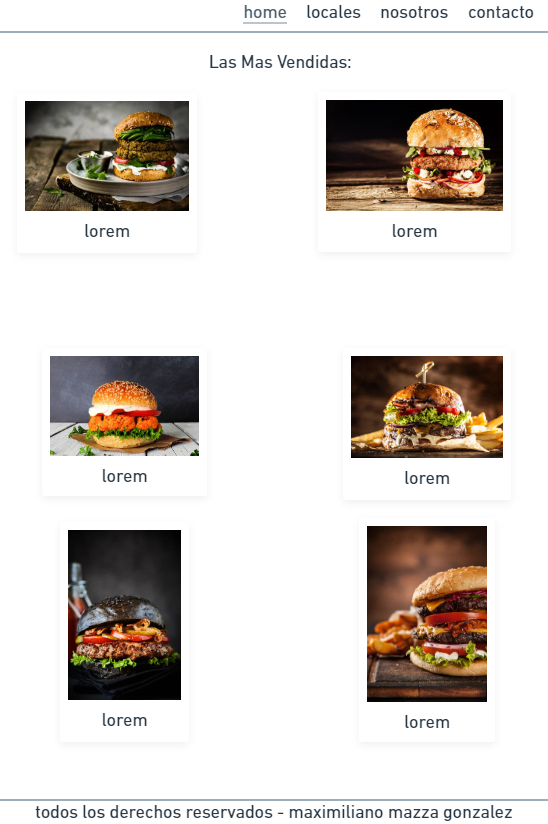 home locales nosotros contacto
Las Mas Vendidas:
lorem lorem
lorem lorem
lorem lorem
todos los derechos reservados - maximiliano mazza gonzalez